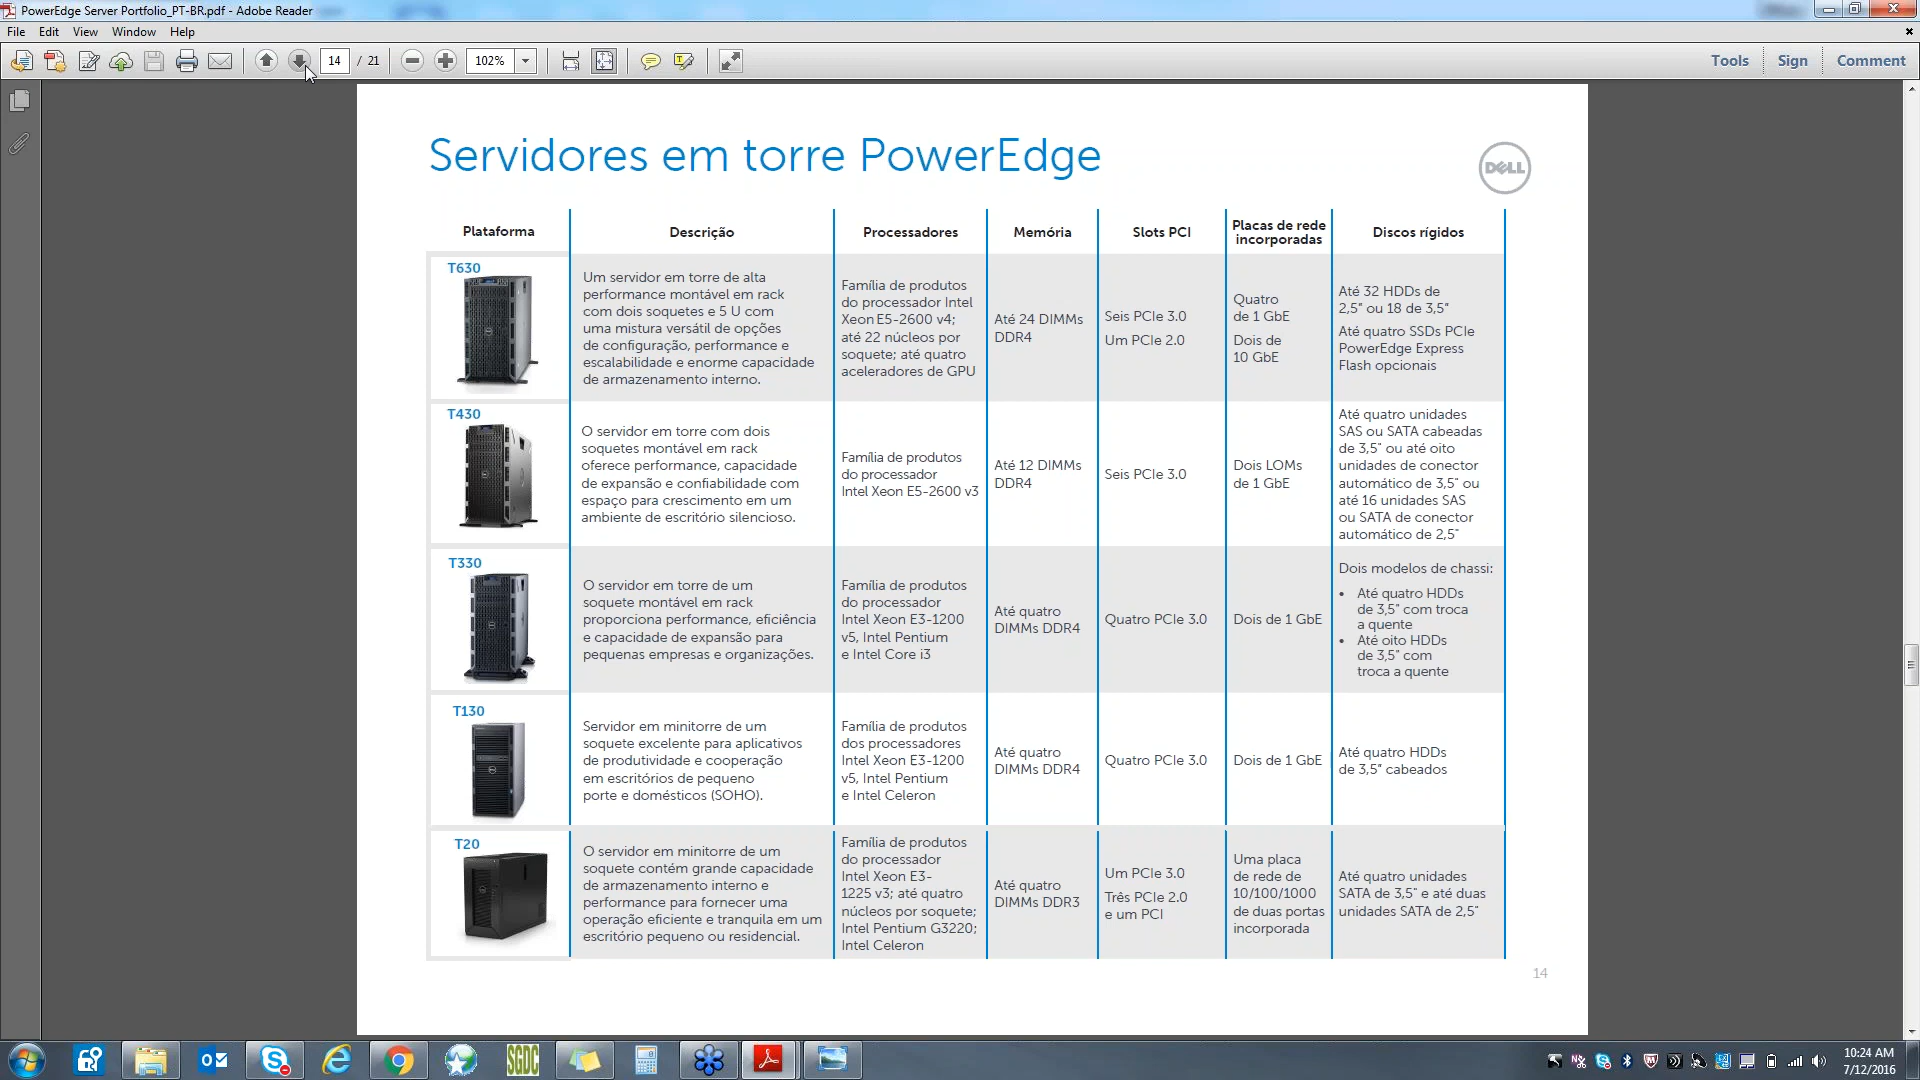 PowerEdge Server Portfolio_PT-BR.pdf - Adobe Reader
File Edit View Window Help
14 / 21 102% Tools Sign Comment
Servidores em torre PowerEdge
DELL
Plataforma Descrição Processadores Memória Slots PCI Placas de rede incorporadas Discos rígidos
T630
Um servidor em torre de alta
performance montável em rack
com dois soquetes e 5 U com
uma mistura versátil de opções
de configuração, performance e
escalabilidade e enorme capacidade
de armazenamento interno.
Família de produtos
do processador Intel
Xeon E5-2600 v4;
até 22 núcleos por
soquete; até quatro
aceleradores de GPU
Até 24 DIMMs
DDR4
Seis PCIe 3.0
Um PCIe 2.0
Quatro
de 1 GbE
Dois de
10 GbE
Até 32 HDDs de
2,5” ou 18 de 3,5”
Até quatro SSDs PCIe
PowerEdge Express
Flash opcionais
T430
O servidor em torre com dois
soquetes montável em rack
oferece performance, capacidade
de expansão e confiabilidade com
espaço para crescimento em um
ambiente de escritório silencioso.
Família de produtos
do processador
Intel Xeon E5-2600 v3
Até 12 DIMMs
DDR4
Seis PCIe 3.0
Dois LOMs
de 1 GbE
Até quatro unidades
SAS ou SATA cabeadas
de 3,5" ou até oito
unidades de conector
automático de 3,5" ou
até 16 unidades SAS
ou SATA de conector
automático de 2,5"
T330
O servidor em torre de um
soquete montável em rack
proporciona performance, eficiência
e capacidade de expansão para
pequenas empresas e organizações.
Família de produtos
do processador
Intel Xeon E3-1200
v5, Intel Pentium
e Intel Core i3
Até quatro
DIMMs DDR4
Quatro PCIe 3.0
Dois de 1 GbE
Dois modelos de chassi:
• Até quatro HDDs
de 3,5" com troca
a quente
• Até oito HDDs
de 3,5" com
troca a quente
T130
Servidor em minitorre de um
soquete excelente para aplicativos
de produtividade e cooperação
em escritórios de pequeno
porte e domésticos (SOHO).
Família de produtos
dos processadores
Intel Xeon E3-1200
v5, Intel Pentium
e Intel Celeron
Até quatro
DIMMs DDR4
Quatro PCIe 3.0
Dois de 1 GbE
Até quatro HDDs
de 3,5” cabeados
T20
O servidor em minitorre de um
soquete contém grande capacidade
de armazenamento interno e
performance para fornecer uma
operação eficiente e tranquila em um
escritório pequeno ou residencial.
Família de produtos
do processador
Intel Xeon E3-
1225 v3; até quatro
núcleos por soquete;
Intel Pentium G3220;
Intel Celeron
Até quatro
DIMMs DDR3
Um PCIe 3.0
Três PCIe 2.0
e um PCI
Uma placa
de rede de
10/100/1000
de duas portas
incorporada
Até quatro unidades
SATA de 3,5" e até duas
unidades SATA de 2,5"
14
SGDC
10:24 AM
7/12/2016